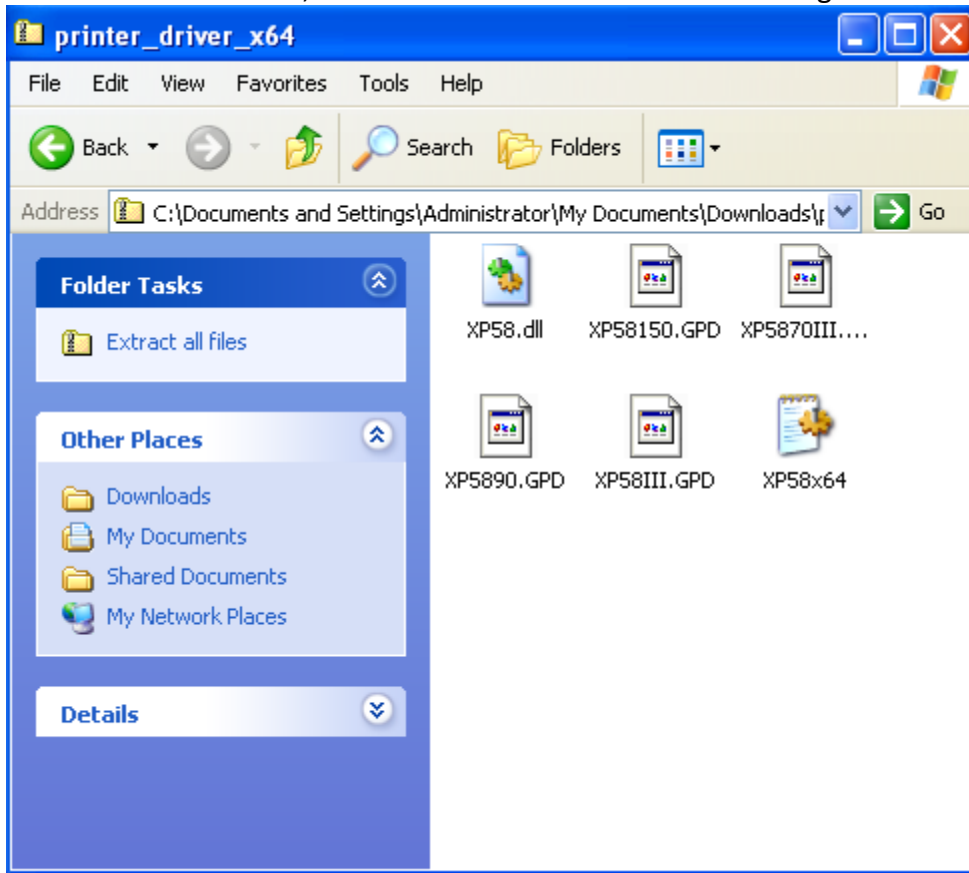 printer_driver_x64
File Edit View Favorites Tools Help
Back Search Folders
Address C:\Documents and Settings\Administrator\My Documents\Downloads\ Go
Folder Tasks
Extract all files
Other Places
Downloads
My Documents
Shared Documents
My Network Places
Details
XP58.dll XP58150.GPD XP5870III....
XP5890.GPD XP58III.GPD XP58x64